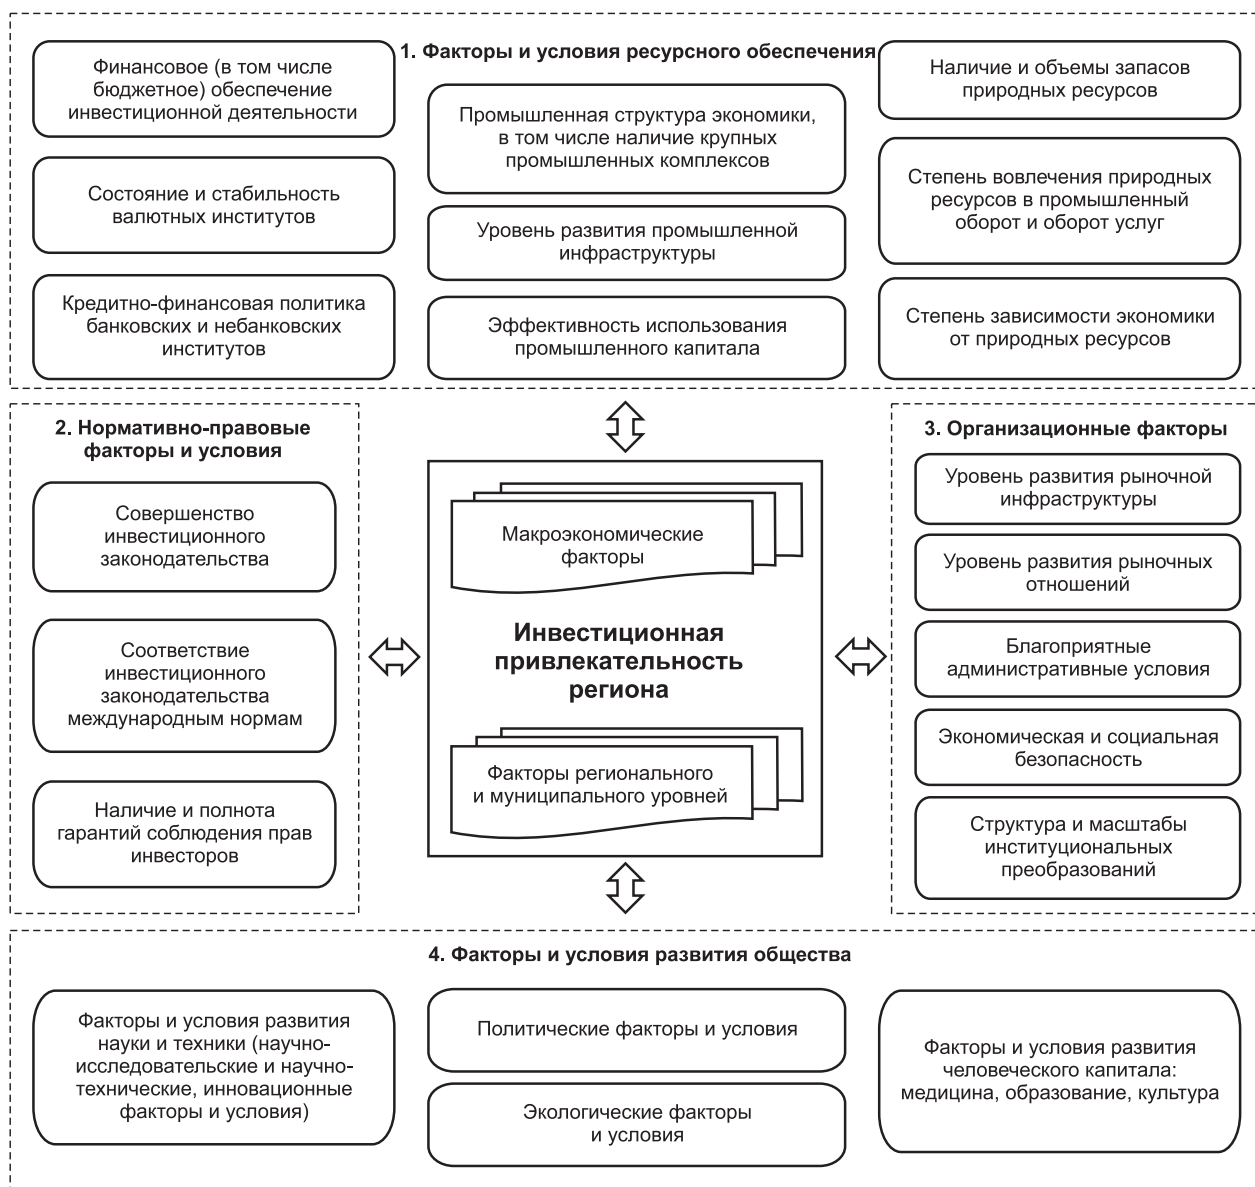 1. Факторы и условия ресурсного обеспечения
Финансовое (в том числе
бюджетное) обеспечение
инвестиционной деятельности
Состояние и стабильность
валютных институтов
Кредитно-финансовая политика
банковских и небанковских
институтов
Промышленная структура экономики,
в том числе наличие крупных
промышленных комплексов
Уровень развития промышленной
инфраструктуры
Эффективность использования
промышленного капитала
Наличие и объемы запасов
природных ресурсов
Степень вовлечения природных
ресурсов в промышленный
оборот и оборот услуг
Степень зависимости экономики
от природных ресурсов
2. Нормативно-правовые
факторы и условия
Совершенство
инвестиционного
законодательства
Соответствие
инвестиционного
законодательства
международным нормам
Наличие и полнота
гарантий соблюдения прав
инвесторов
Макроэкономические
факторы
Инвестиционная
привлекательность
региона
Факторы регионального
и муниципального уровней
3. Организационные факторы
Уровень развития рыночной
инфраструктуры
Уровень развития рыночных
отношений
Благоприятные
административные условия
Экономическая и социальная
безопасность
Структура и масштабы
институциональных
преобразований
4. Факторы и условия развития общества
Факторы и условия развития
науки и техники (научно-
исследовательские и научно-
технические, инновационные
факторы и условия)
Политические факторы и условия
Экологические факторы
и условия
Факторы и условия развития
человеческого капитала:
медицина, образование, культура